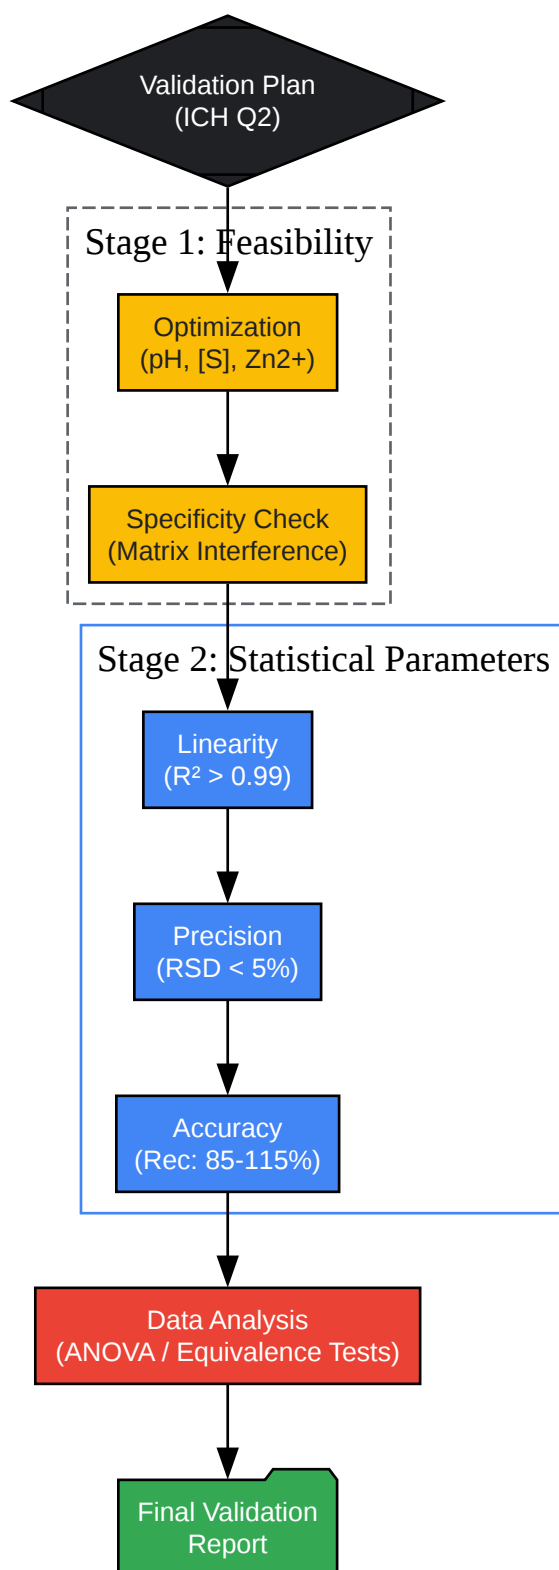 Validation Plan
(ICH Q2)
Stage 1: Feasibility
Optimization
(pH, [S], Zn2+)
Specificity Check
(Matrix Interference)
Stage 2: Statistical Parameters
Linearity
(R² > 0.99)
Precision
(RSD < 5%)
Accuracy
(Rec: 85-115%)
Data Analysis
(ANOVA / Equivalence Tests)
Final Validation
Report